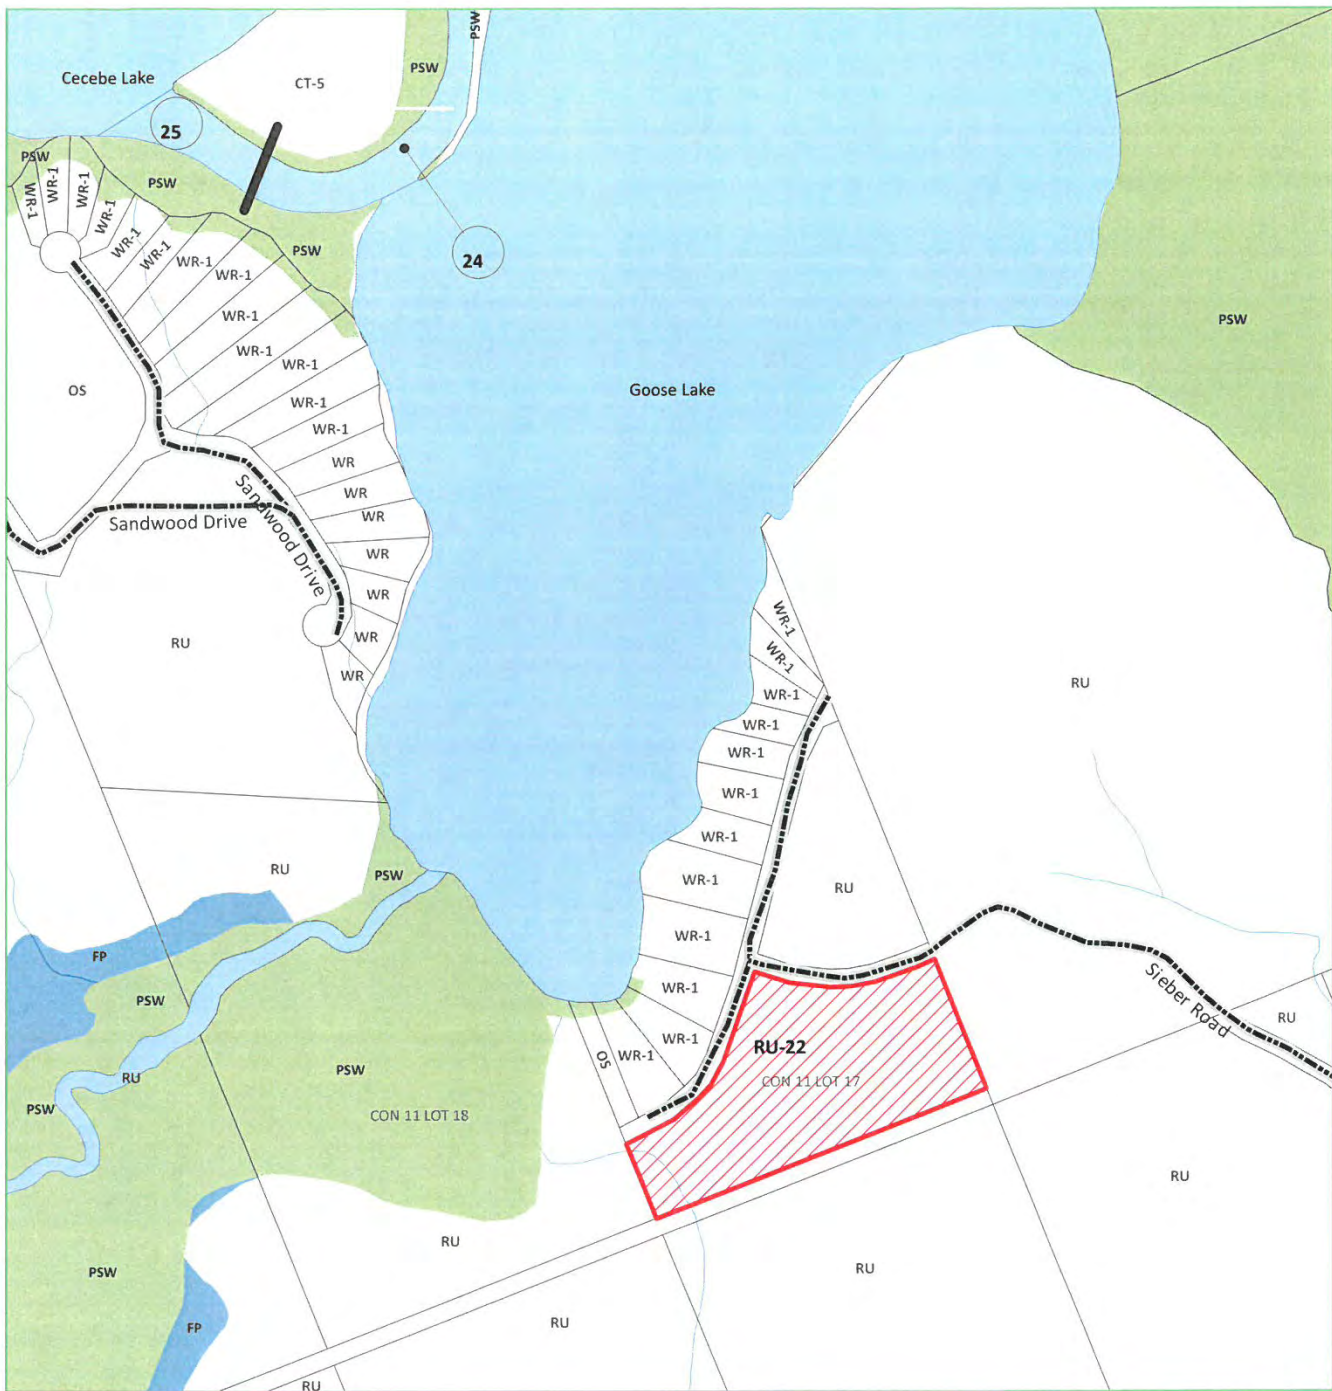 PSW
Cecebe Lake
CT-5
PSW
25
PSW
WR-1
WR-1
WR-1
WR-1
PSW
WR-1
WR-1
WR-1
WR-1
PSW
24
WR-1
WR-1
WR-1
WR-1
WR-1
PSW
OS
Goose Lake
WR
WR
WR
WR
WR
WR
WR
Sandwood Drive
Sandwood Drive
RU
WR-1
WR-1
WR-1
WR-1
WR-1
WR-1
WR-1
WR-1
WR-1
WR-1
WR-1
WR-1
RU
RU
PSW
RU
FP
PSW
Sieber Road
RU
RU-22
CON 11 LOT 17
OS
PSW
RU
PSW
CON 11 LOT 18
RU
RU
RU
PSW
FP
RU
RU